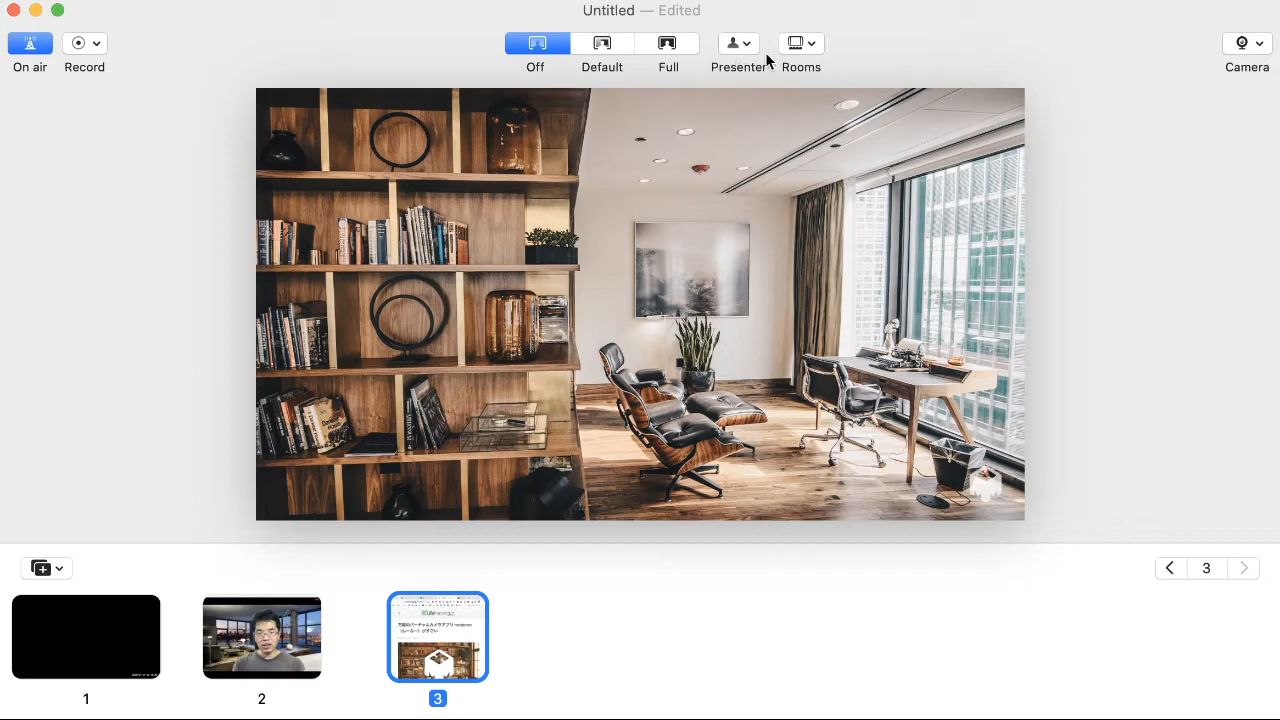 Untitled — Edited
On air
Record
Off
Default
Full
Presenter
Rooms
Camera
3
1
2
3